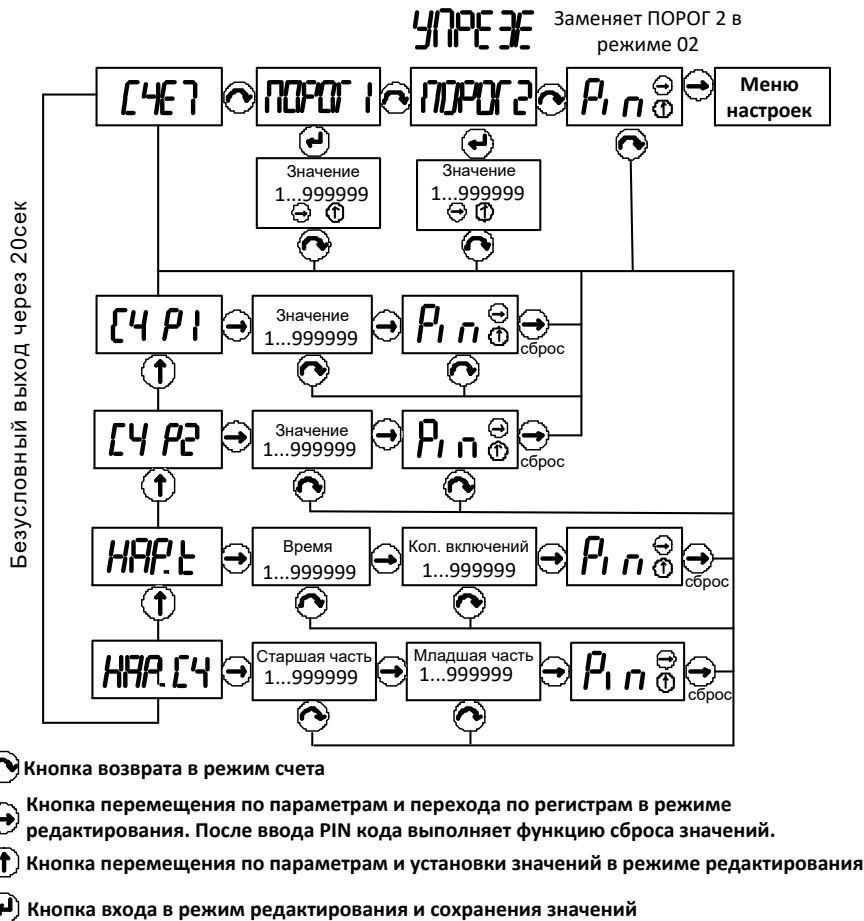 УПРЕЖ
Заменяет ПОРОГ 2 в
режиме 02
СЧЕТ
ПОРОГ 1
ПОРОГ 2
Pin
Меню
настроек
Значение
1...999999
Значение
1...999999
Безусловный выход через 20сек
СЧ Р1
Значение
1...999999
Pin
сброс
СЧ Р2
Значение
1...999999
Pin
сброс
НАР.t
Время
1...999999
Кол. включений
1...999999
Pin
сброс
НАР.СЧ
Старшая часть
1...999999
Младшая часть
1...999999
Pin
сброс
Кнопка возврата в режим счета
Кнопка перемещения по параметрам и перехода по регистрам в режиме
редактирования. После ввода PIN кода выполняет функцию сброса значений.
Кнопка перемещения по параметрам и установки значений в режиме редактирования
Кнопка входа в режим редактирования и сохранения значений